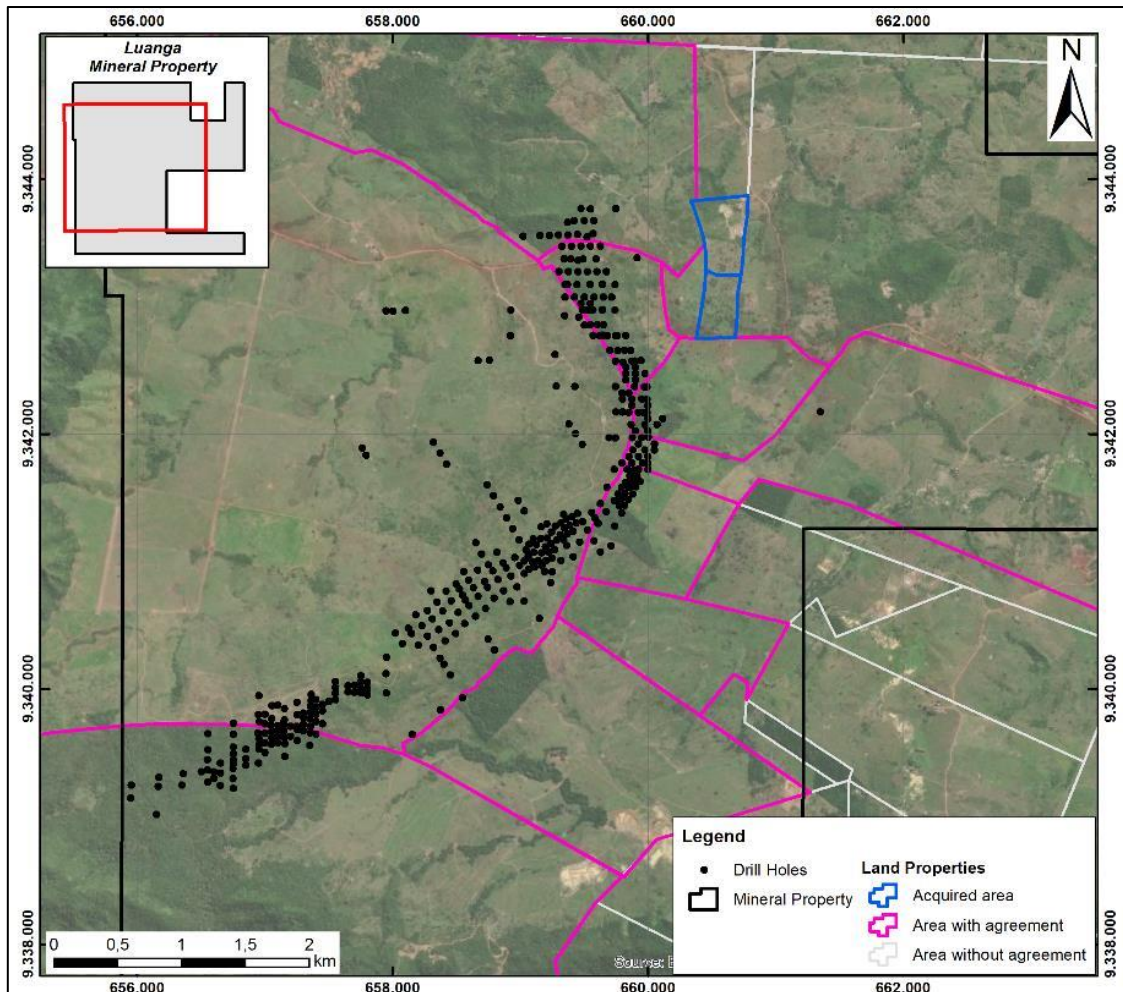 656.000 658.000 660.000 662.000
Luanga
Mineral Property
N
9.344.000
9.344.000
9.342.000
9.342.000
9.340.000
9.340.000
9.338.000
9.338.000
Legend
Drill Holes
Mineral Property
Land Properties
Acquired area
Area with agreement
Area without agreement
0 0,5 1 1,5 2
km
Source: E
656.000 658.000 660.000 662.000